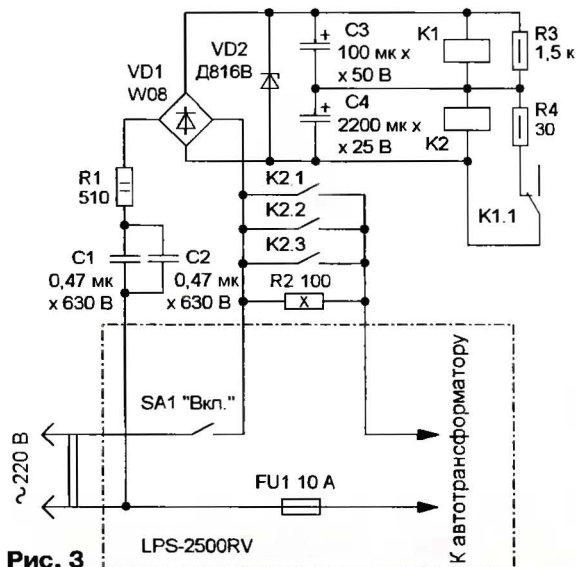 VD1
W08
VD2
Д816В
C3
100 мк х
х 50 В
C4
2200 мк х
х 25 В
K1
K2
R3
1,5 к
R4
30
K1.1
R1
510
C1
0,47 мк
х 630 В
C2
0,47 мк
х 630 В
K2.1
K2.2
K2.3
R2 100
SA1 "Вкл."
~220 В
FU1 10 А
LPS-2500RV
К автотрансформатору
Рис. 3